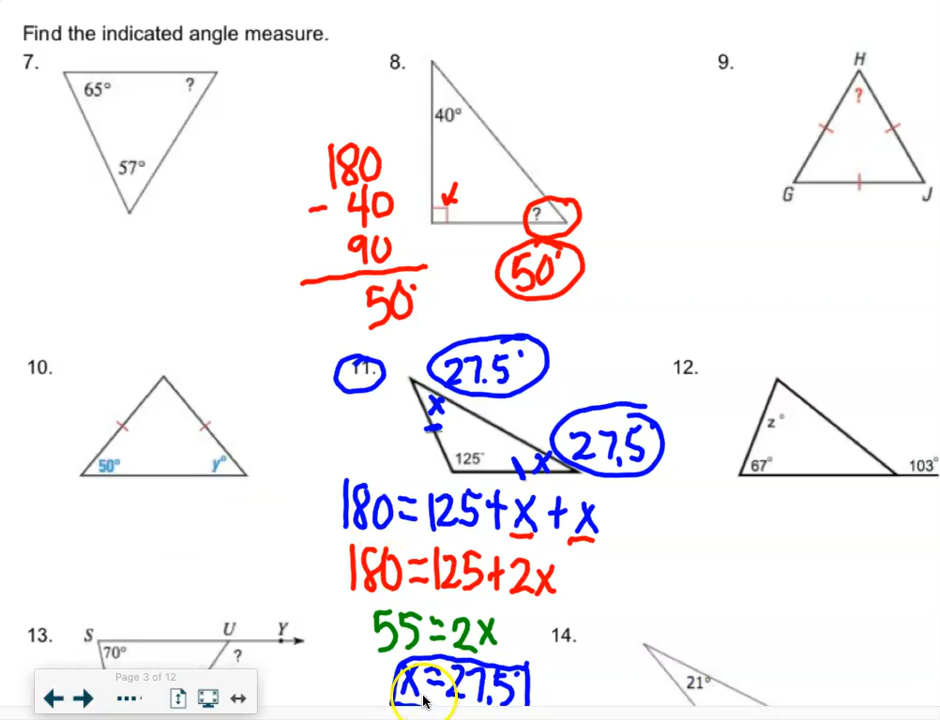 Find the indicated angle measure.
7.
65°
?
57°
8.
40°
?
180
- 40
90
50°
50°
9.
H
?
G
J
10.
50°
y°
11.
27.5°
x
125°
x
27.5°
180 = 125 + x + x
180 = 125 + 2x
55 = 2x
x = 27.5°
12.
z°
67°
103°
13.
S
U
Y
70°
?
14.
21°
Page 3 of 12